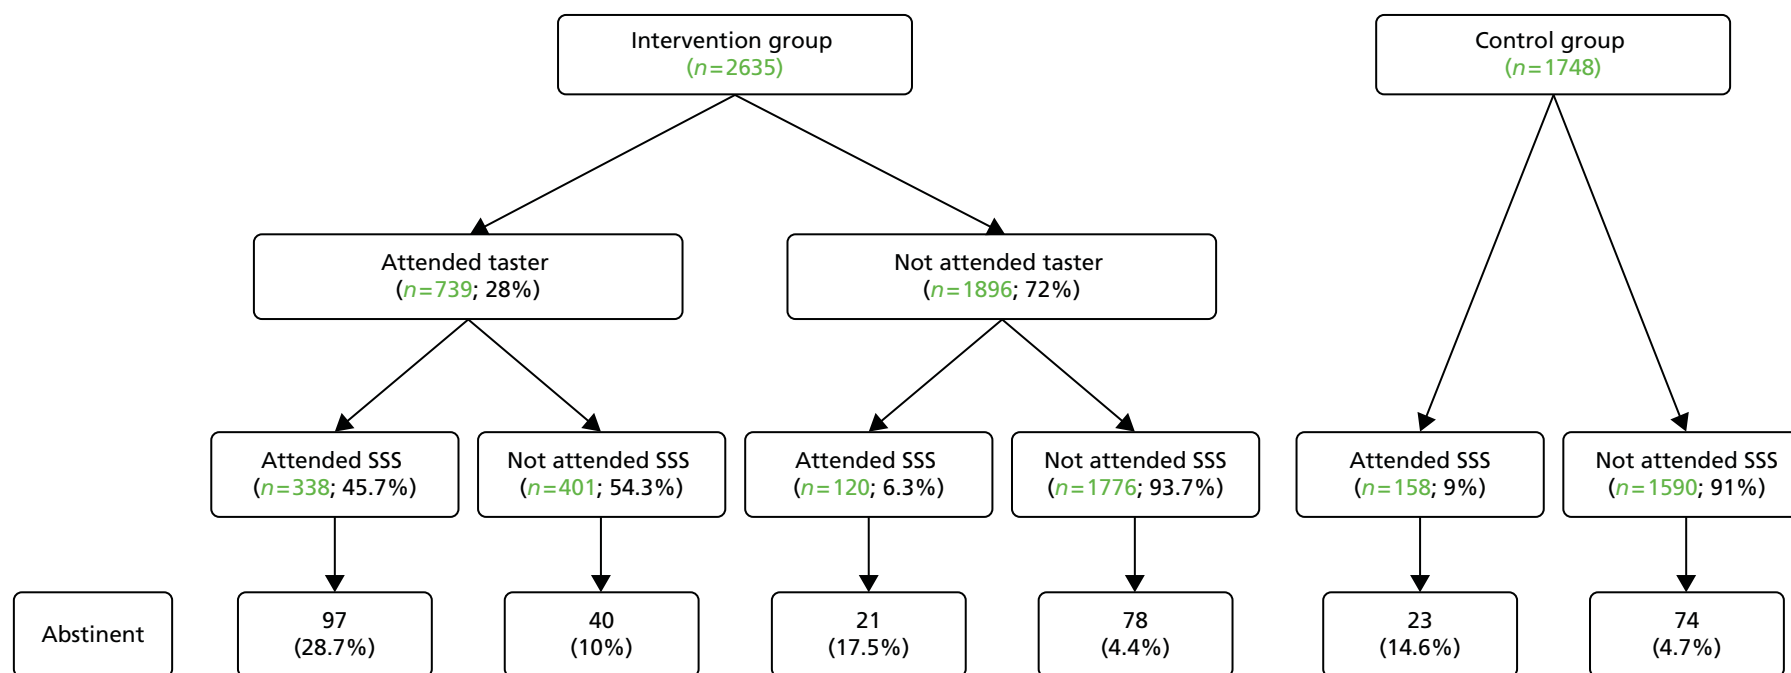 Intervention group
(n=2635)
Control group
(n=1748)
Attended taster
(n=739; 28%)
Not attended taster
(n=1896; 72%)
Attended SSS
(n=338; 45.7%)
Not attended SSS
(n=401; 54.3%)
Attended SSS
(n=120; 6.3%)
Not attended SSS
(n=1776; 93.7%)
Attended SSS
(n=158; 9%)
Not attended SSS
(n=1590; 91%)
Abstinent
97
(28.7%)
40
(10%)
21
(17.5%)
78
(4.4%)
23
(14.6%)
74
(4.7%)